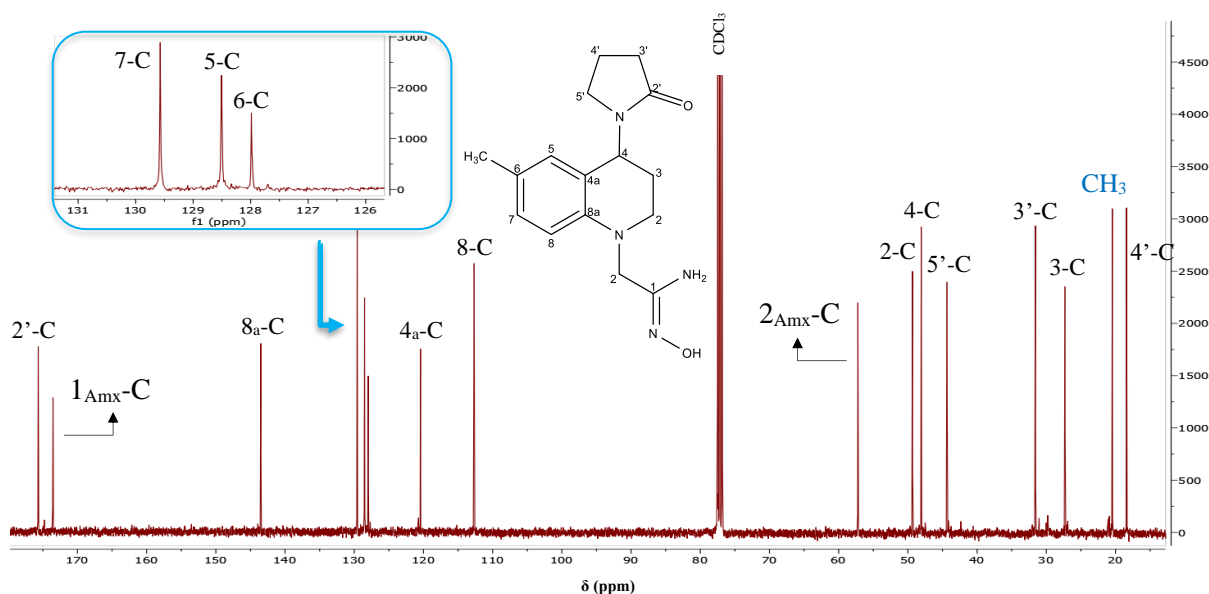 3000
2000
1000
0
7-C
5-C
6-C
131 130 129 128 127 126
f1 (ppm)
4'
3'
5'
2'
N
O
H₃C
5
4
6
4a
3
7
8a
2
8
N
2
NH₂
1
N
OH
CDCl₃
2'-C
1Amx-C
8a-C
4a-C
8-C
2Amx-C
2-C
4-C
5'-C
3'-C
3-C
CH₃
4'-C
4500
4000
3500
3000
2500
2000
1500
1000
500
0
170 160 150 140 130 120 110 100 90 80 70 60 50 40 30 20
δ (ppm)